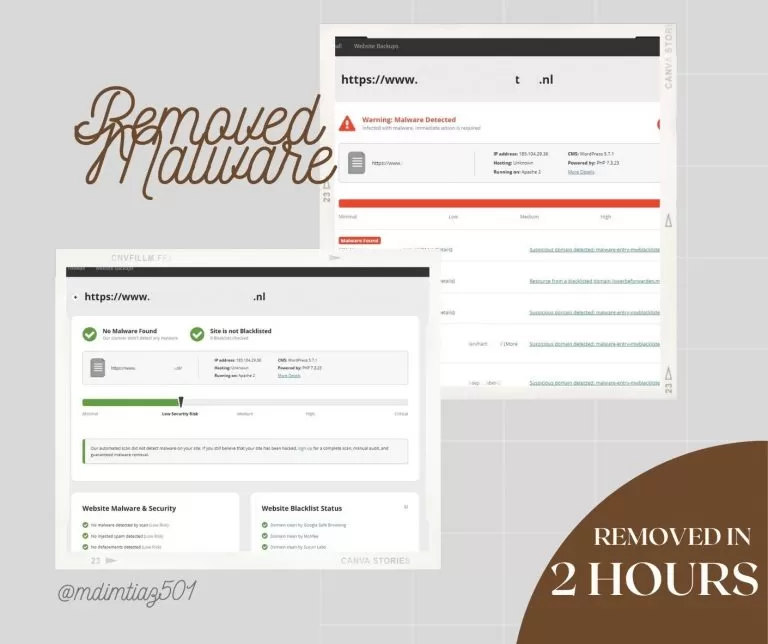 Removed
Malware
Website Backups
https://www. t .nl
Warning: Malware Detected
Infected with malware, immediate action is required
https://www.
IP address: 185.104.29.38
Hosting: Unknown
Running on: Apache 2
CMS: WordPress 5.7.1
Powered by: PHP 7.3.23
More Details
Minimal Low Medium High
Malware Found
Suspicious domain detected: malware-entry-mwblackliste
Resource from a blacklisted domain
Suspicious domain detected: malware-entry-mwblackliste
(More Suspicious domain detected: malware-entry-mwblackliste
Suspicious domain detected: malware-entry-mwblackliste
CANVA STORIES
23
23
Website Backups
https://www. .nl
No Malware Found
Our scanner didn't detect any malware
Site is not Blacklisted
9 Blacklists checked
https://www. .nl
IP address: 185.104.29.38
Hosting: Unknown
Running on: Apache 2
CMS: WordPress 5.7.1
Powered by: PHP 7.3.23
More Details
Minimal Low Security Risk Medium High Critical
Our automated scan did not detect malware on your site. If you still believe that your site has been hacked, sign up for a complete scan, manual audit, and
guaranteed malware removal.
Website Malware & Security
No malware detected by scan (Low Risk)
No injected spam detected (Low Risk)
No defacements detected (Low Risk)
Website Blacklist Status
Domain clean by Google Safe Browsing
Domain clean by McAfee
Domain clean by Sucuri Labs
23
CANVA STORIES
@mdimtiaz501
REMOVED IN
2 HOURS